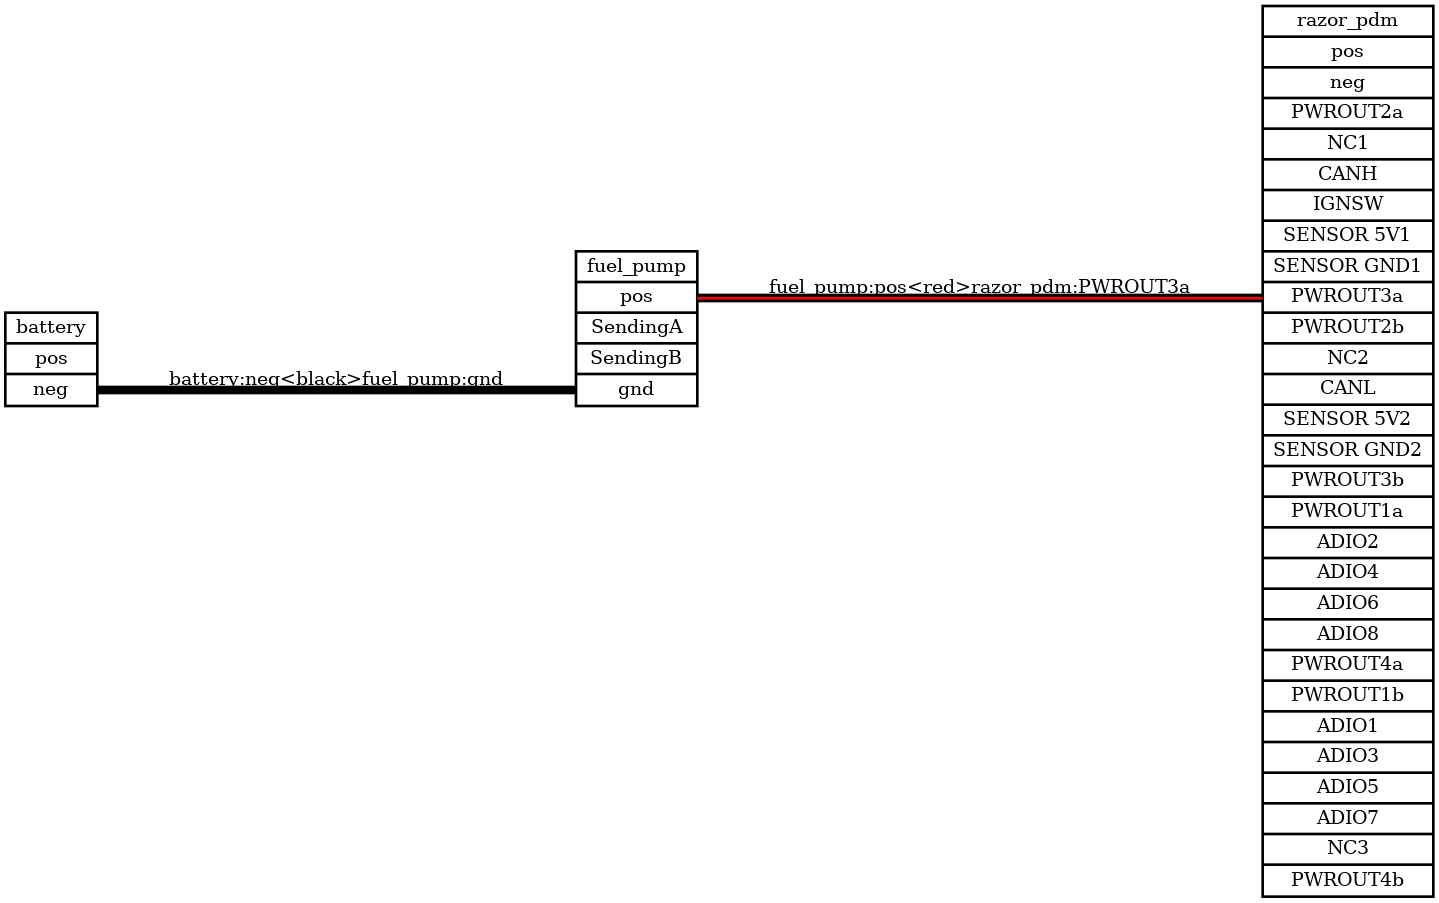 battery
pos
neg
battery:neg<black>fuel_pump:gnd
fuel_pump
pos
SendingA
SendingB
gnd
fuel_pump:pos<red>razor_pdm:PWROUT3a
razor_pdm
pos
neg
PWROUT2a
NC1
CANH
IGNSW
SENSOR 5V1
SENSOR GND1
PWROUT3a
PWROUT2b
NC2
CANL
SENSOR 5V2
SENSOR GND2
PWROUT3b
PWROUT1a
ADIO2
ADIO4
ADIO6
ADIO8
PWROUT4a
PWROUT1b
ADIO1
ADIO3
ADIO5
ADIO7
NC3
PWROUT4b